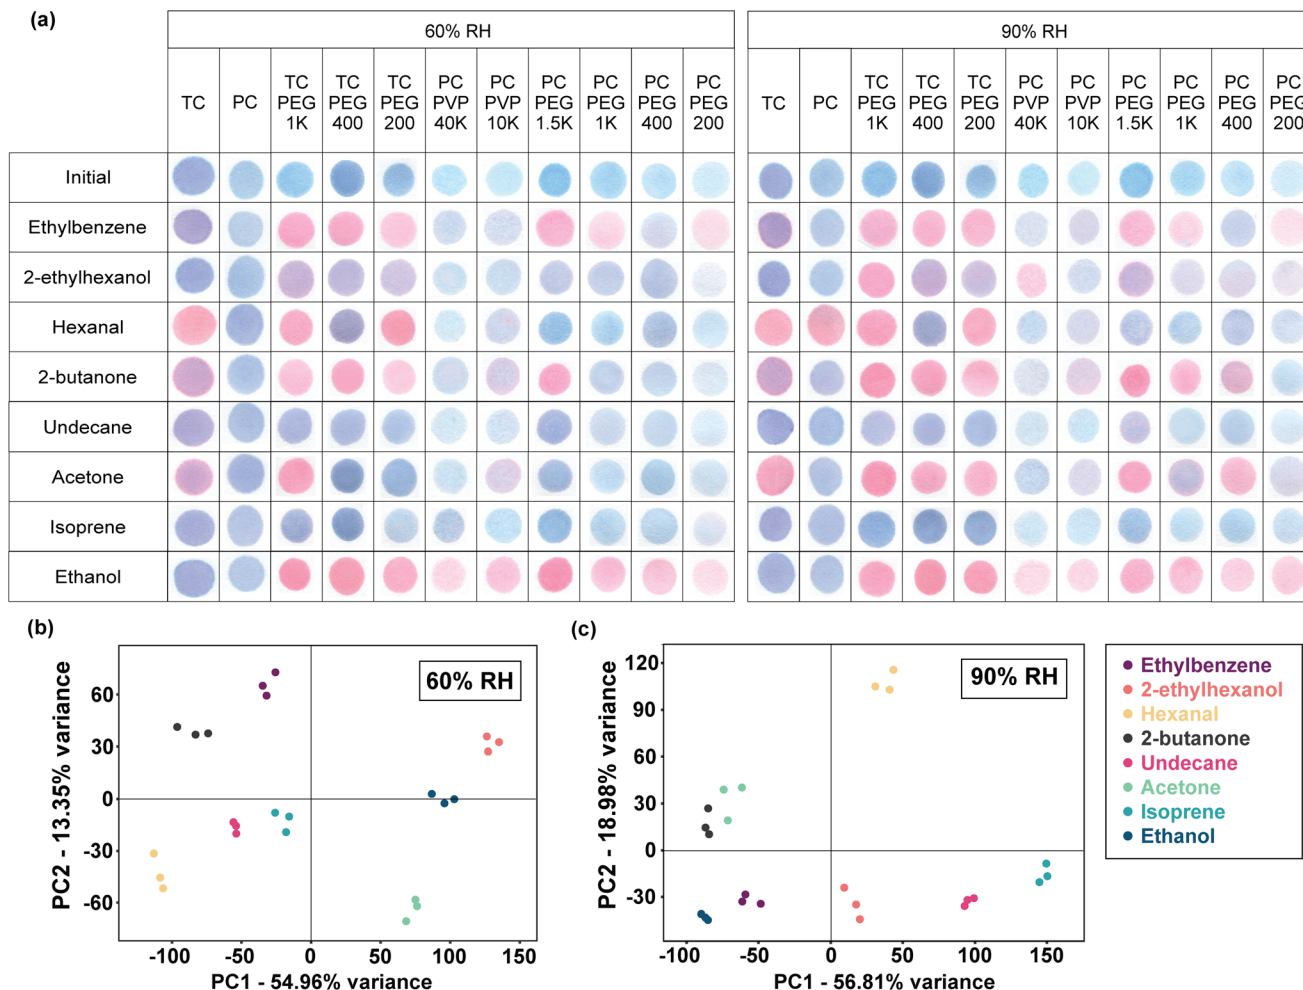 (a)
60% RH
90% RH
TC
PC
TC
PEG
1K
TC
PEG
400
TC
PEG
200
PC
PVP
40K
PC
PVP
10K
PC
PEG
1.5K
PC
PEG
1K
PC
PEG
400
PC
PEG
200
TC
PC
TC
PEG
1K
TC
PEG
400
TC
PEG
200
PC
PVP
40K
PC
PVP
10K
PC
PEG
1.5K
PC
PEG
1K
PC
PEG
400
PC
PEG
200
Initial
Ethylbenzene
2-ethylhexanol
Hexanal
2-butanone
Undecane
Acetone
Isoprene
Ethanol
(b)
60% RH
PC2 - 13.35% variance
60
30
0
-30
-60
-100
-50
0
50
100
150
PC1 - 54.96% variance
(c)
90% RH
PC2 - 18.98% variance
120
90
60
30
0
-30
-100
-50
0
50
100
150
PC1 - 56.81% variance
Ethylbenzene
2-ethylhexanol
Hexanal
2-butanone
Undecane
Acetone
Isoprene
Ethanol